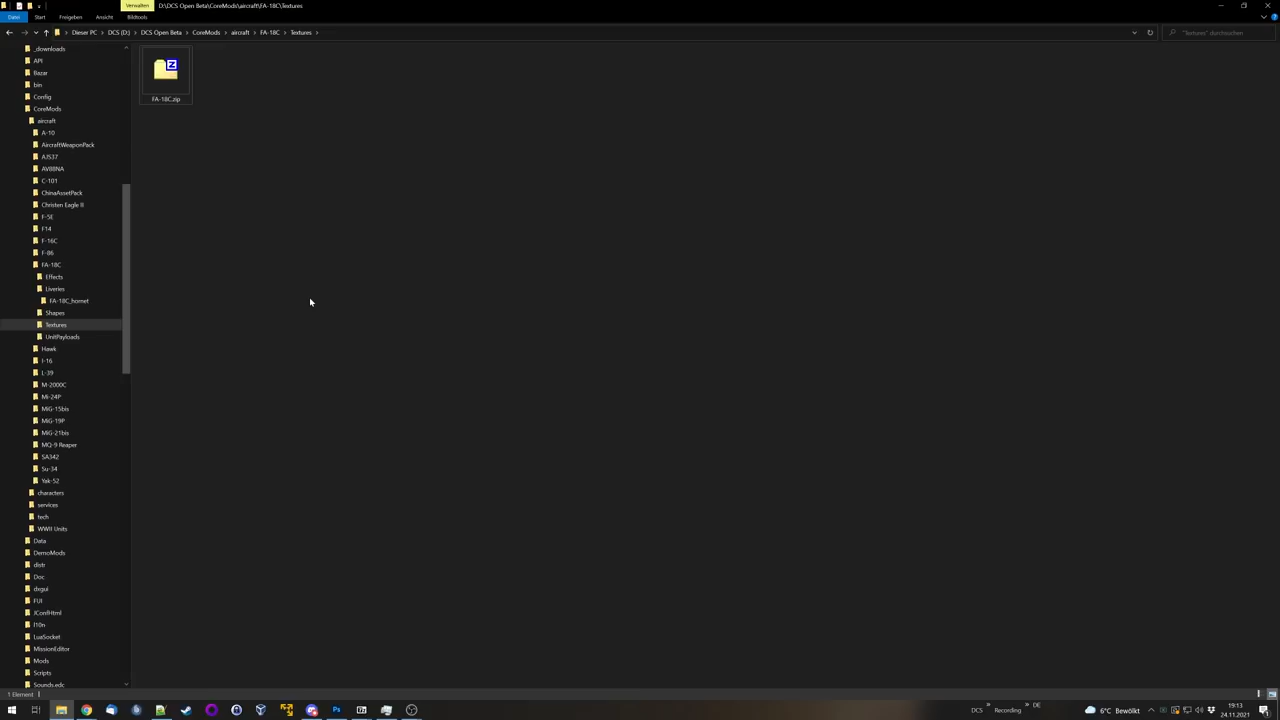 Verwalten
D:\DCS Open Beta\CoreMods\aircraft\FA-18C\Textures
Datei Start Freigeben Ansicht Bildtools
Dieser PC > DCS (D:) > DCS Open Beta > CoreMods > aircraft > FA-18C > Textures >
"Textures" durchsuchen
_downloads
API
Bazar
bin
Config
CoreMods
aircraft
A-10
AircraftWeaponPack
AJS37
AV8BNA
C-101
ChinaAssetPack
Christen Eagle II
F-5E
F14
F-16C
F-86
FA-18C
Effects
Liveries
FA-18C_hornet
Shapes
Textures
UnitPayloads
Hawk
I-16
L-39
M-2000C
Mi-24P
MiG-15bis
MiG-19P
MiG-21bis
MQ-9 Reaper
SA342
Su-34
Yak-52
characters
services
tech
WWII Units
Data
DemoMods
distr
Doc
dxgui
FUI
JConfHtml
l10n
LuaSocket
MissionEditor
Mods
Scripts
Sounds.edc
Z
FA-18C.zip
1 Element
Ps
DCS
Recording
DE
6°C Bewölkt
19:13
24.11.2021